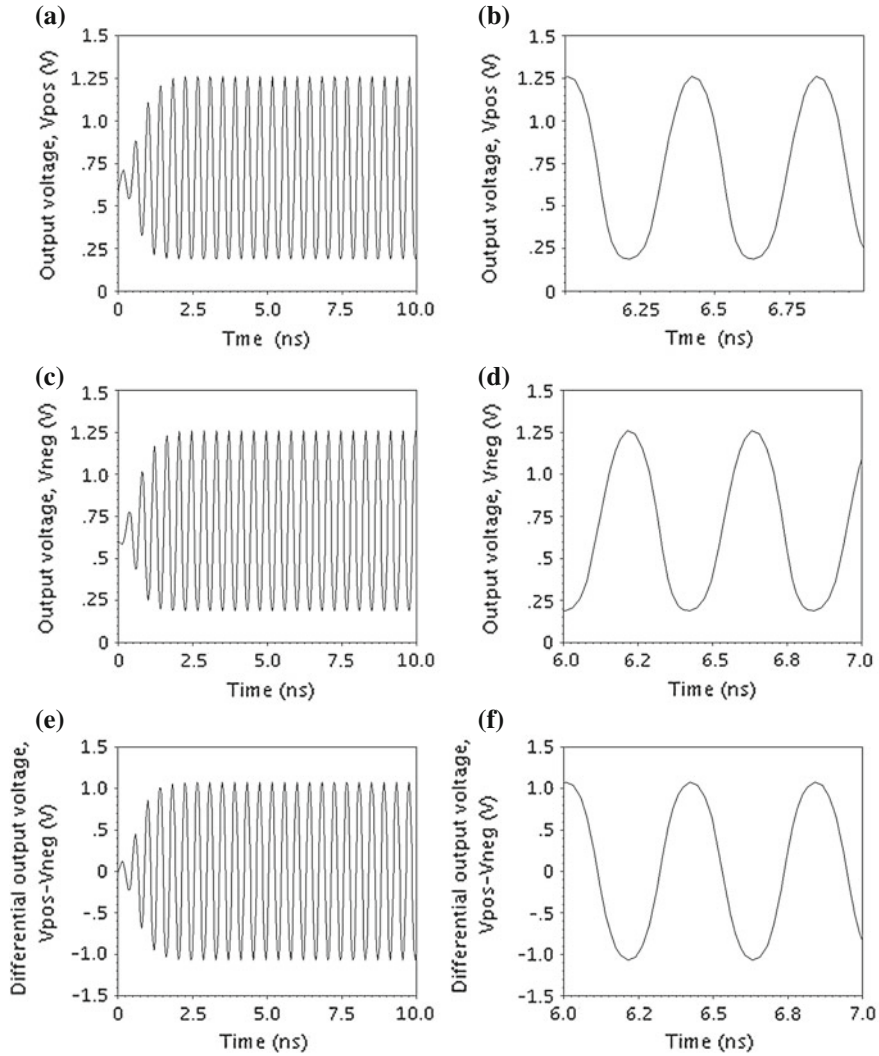 (a)
Output voltage, Vpos (V)
1.5
1.25
1.0
.75
.5
.25
0
0 2.5 5.0 7.5 10.0
Tme (ns)
(b)
Output voltage, Vpos (V)
1.5
1.25
1.0
.75
.5
.25
0
6.25 6.5 6.75
Tme (ns)
(c)
Output voltage, Vneg (V)
1.5
1.25
1.0
.75
.5
.25
0
0 2.5 5.0 7.5 10.0
Time (ns)
(d)
Output voltage, Vneg (V)
1.5
1.25
1.0
.75
.5
.25
0
6.0 6.2 6.5 6.8 7.0
Time (ns)
(e)
Differential output voltage,
Vpos-Vneg (V)
1.5
1.0
.5
0
-.5
-1.0
-1.5
0 2.5 5.0 7.5 10.0
Time (ns)
(f)
Differential output voltage,
Vpos-Vneg (V)
1.5
1.0
.5
0
-.5
-1.0
-1.5
6.0 6.2 6.5 6.8 7.0
Time (ns)